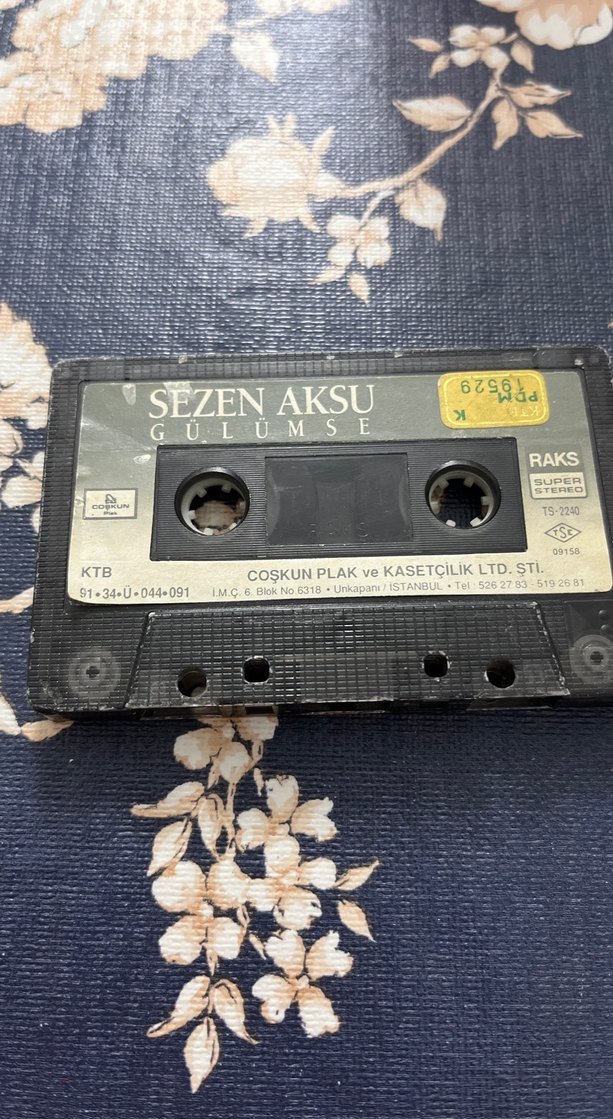 SEZEN AKSU
GÜLÜMSE
KTB
PDM
K 19529
COŞKUN
Plak
RAKS
SUPER
STEREO
TS-2240
TSE
09158
KTB
91•34•Ü•044•091
COŞKUN PLAK ve KASETÇİLİK LTD. ŞTİ.
İ.M.Ç. 6. Blok No 6318 • Unkapanı / İSTANBUL • Tel : 526 27 83 - 519 26 81